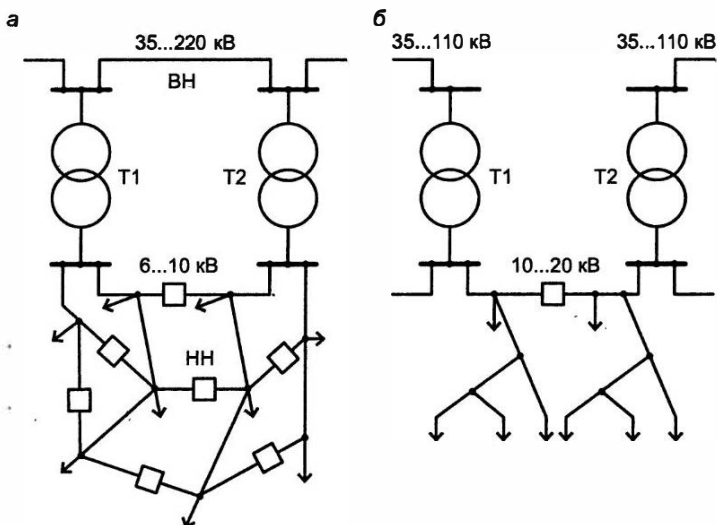 а
35...220 кВ
ВН
Т1
Т2
6...10 кВ
НН
б
35...110 кВ
35...110 кВ
Т1
Т2
10...20 кВ